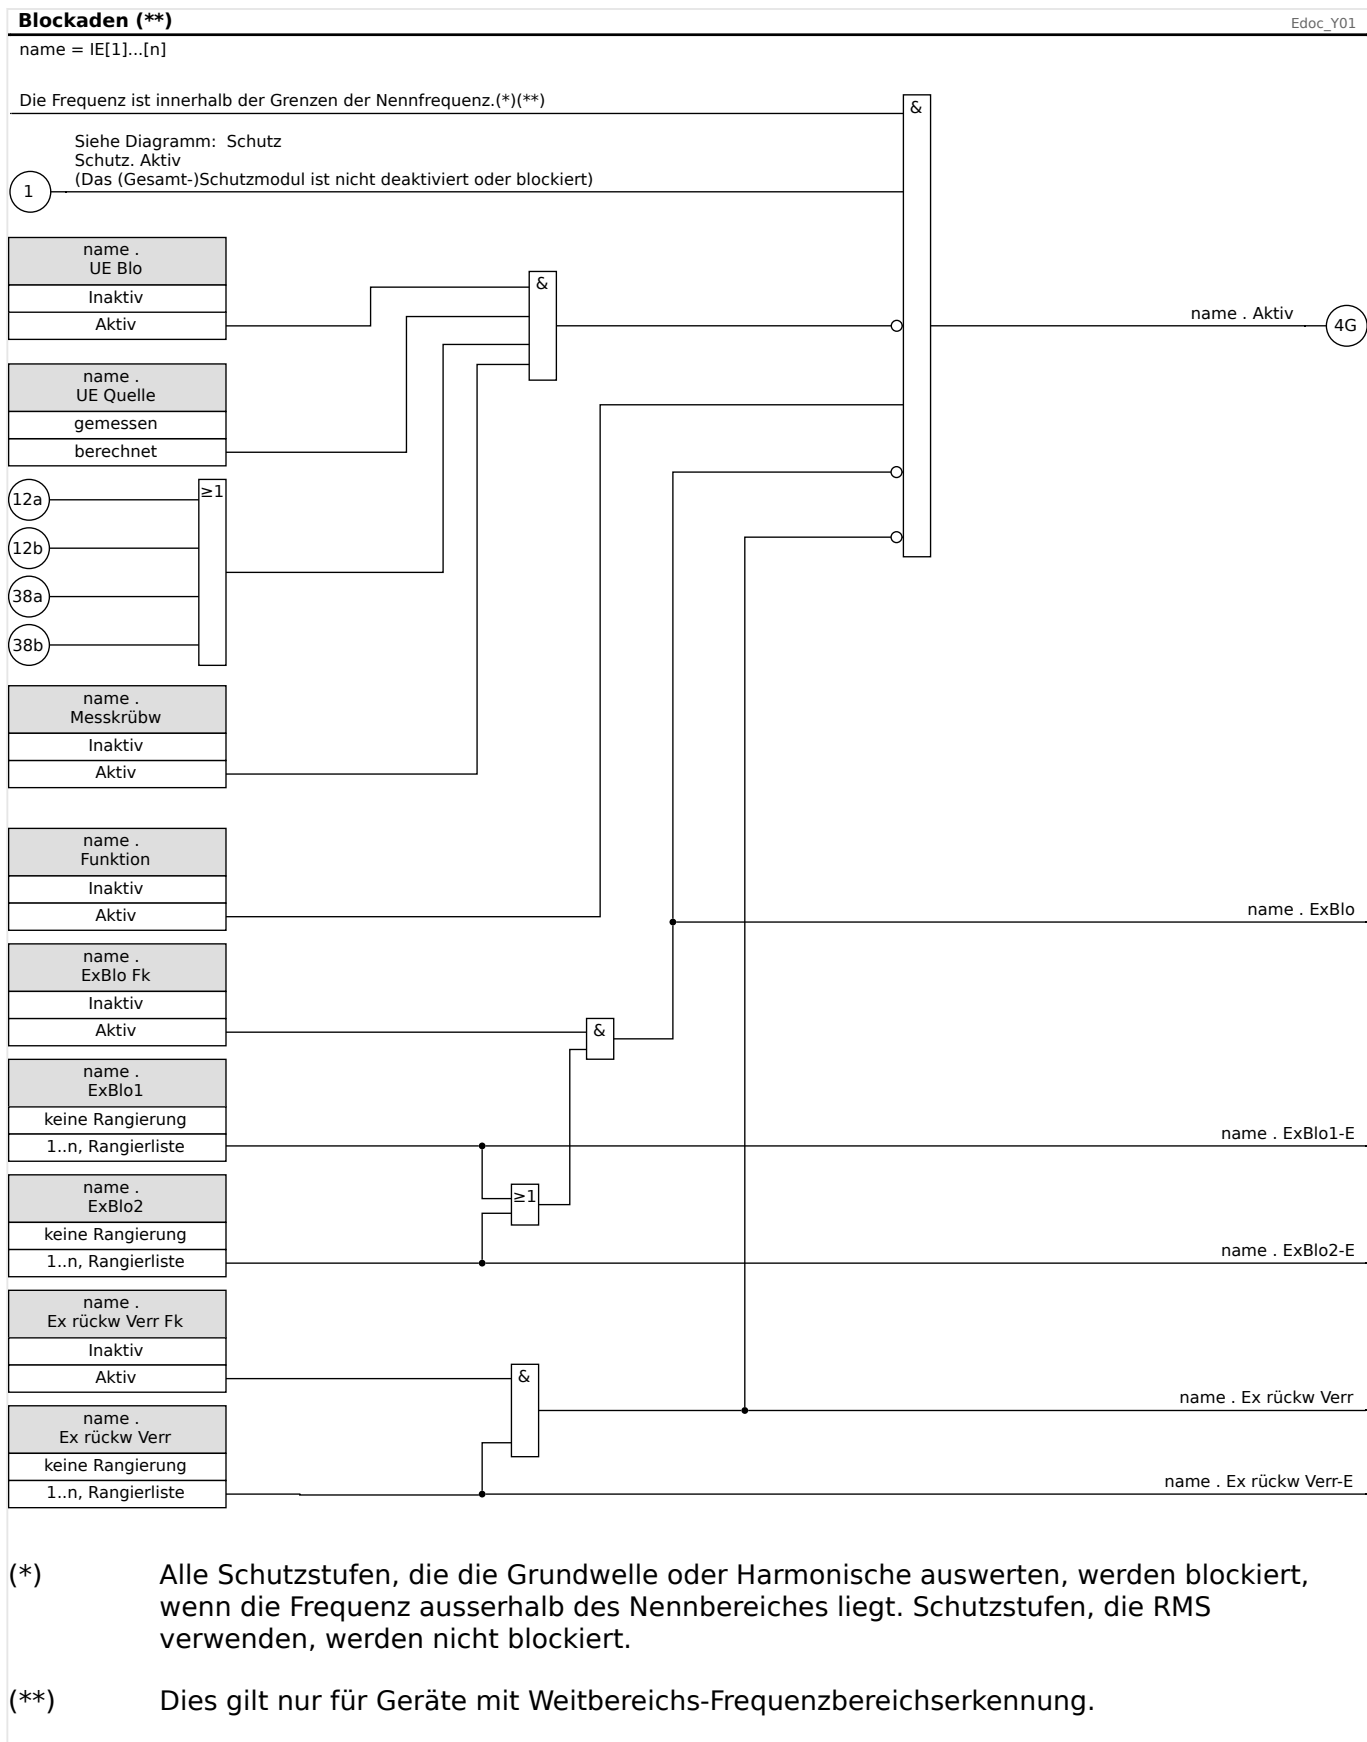 Blockaden (**)
Edoc_Y01
name = IE[1]...[n]
Die Frequenz ist innerhalb der Grenzen der Nennfrequenz.(*)(**)
&
Siehe Diagramm: Schutz
Schutz. Aktiv
(Das (Gesamt-)Schutzmodul ist nicht deaktiviert oder blockiert)
1
name .
UE Blo
Inaktiv
Aktiv
&
name . Aktiv
4G
name .
UE Quelle
gemessen
berechnet
12a
≥1
12b
38a
38b
name .
Messkrübw
Inaktiv
Aktiv
name .
Funktion
Inaktiv
Aktiv
name . ExBlo
name .
ExBlo Fk
Inaktiv
Aktiv
&
name .
ExBlo1
keine Rangierung
1..n, Rangierliste
name . ExBlo1-E
name .
ExBlo2
keine Rangierung
1..n, Rangierliste
≥1
name . ExBlo2-E
name .
Ex rückw Verr Fk
Inaktiv
Aktiv
&
name . Ex rückw Verr
name .
Ex rückw Verr
keine Rangierung
1..n, Rangierliste
name . Ex rückw Verr-E
(*) Alle Schutzstufen, die die Grundwelle oder Harmonische auswerten, werden blockiert,
wenn die Frequenz ausserhalb des Nennbereiches liegt. Schutzstufen, die RMS
verwenden, werden nicht blockiert.
(**) Dies gilt nur für Geräte mit Weitbereichs-Frequenzbereichserkennung.